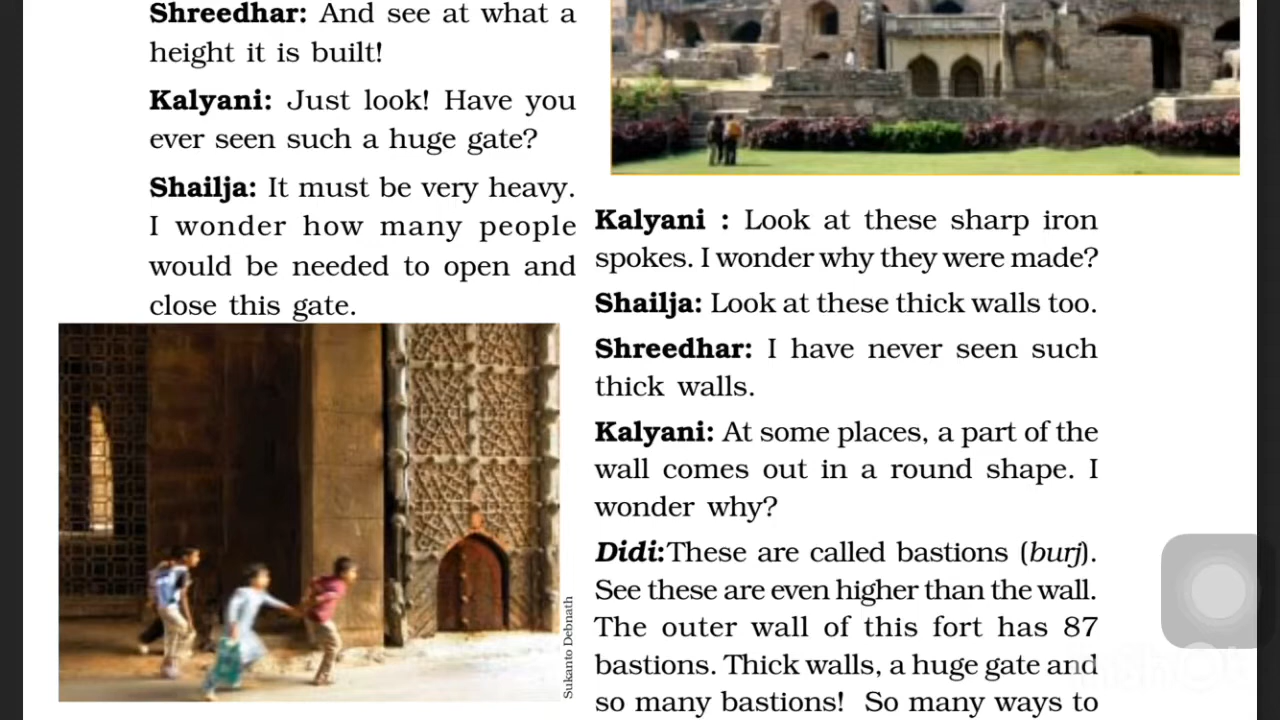 Shreedhar: And see at what a
height it is built!
Kalyani: Just look! Have you
ever seen such a huge gate?
Shailja: It must be very heavy.
I wonder how many people
would be needed to open and
close this gate.
Sukanto Debnath
Kalyani : Look at these sharp iron
spokes. I wonder why they were made?
Shailja: Look at these thick walls too.
Shreedhar: I have never seen such
thick walls.
Kalyani: At some places, a part of the
wall comes out in a round shape. I
wonder why?
Didi:These are called bastions (burj).
See these are even higher than the wall.
The outer wall of this fort has 87
bastions. Thick walls, a huge gate and
so many bastions! So many ways to